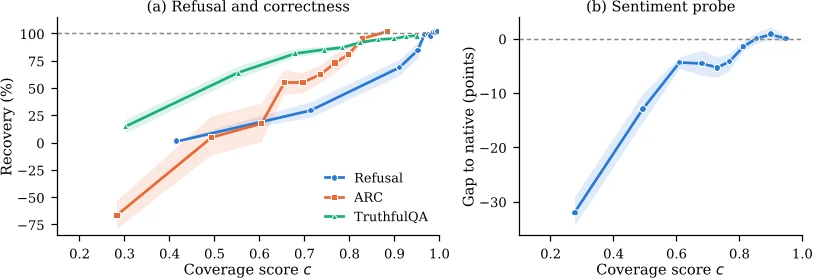 (a) Refusal and correctness
Recovery (%)
100
75
50
25
0
−25
−50
−75
Refusal
ARC
TruthfulQA
0.2 0.3 0.4 0.5 0.6 0.7 0.8 0.9 1.0
Coverage score c
(b) Sentiment probe
Gap to native (points)
0
−10
−20
−30
0.2 0.4 0.6 0.8 1.0
Coverage score c